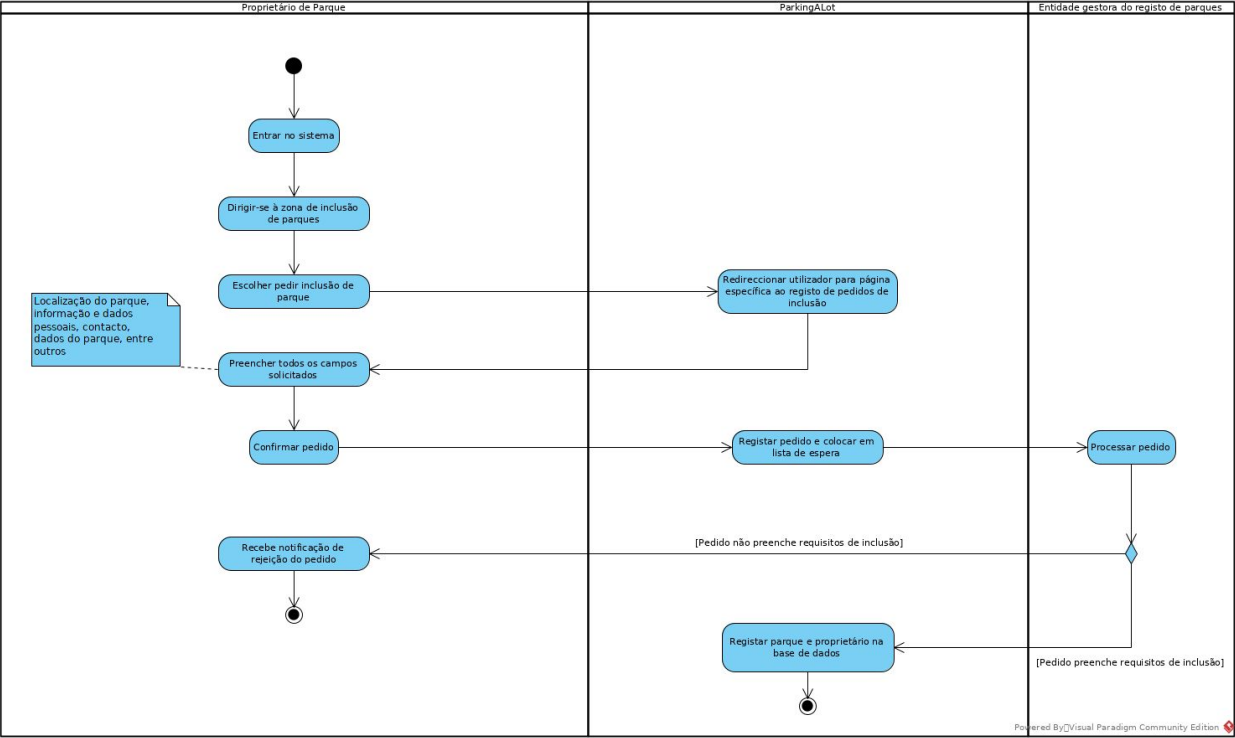 Proprietário de Parque
ParkingALot
Entidade gestora do registo de parques
Entrar no sistema
Dirigir-se à zona de inclusão
de parques
Escolher pedir inclusão de
parque
Redireccionar utilizador para página
específica ao registo de pedidos de
inclusão
Localização do parque,
informação e dados
pessoais, contacto,
dados do parque, entre
outros
Preencher todos os campos
solicitados
Confirmar pedido
Registar pedido e colocar em
lista de espera
Processar pedido
[Pedido não preenche requisitos de inclusão]
Recebe notificação de
rejeição do pedido
Registar parque e proprietário na
base de dados
[Pedido preenche requisitos de inclusão]
Powered By▯Visual Paradigm Community Edition